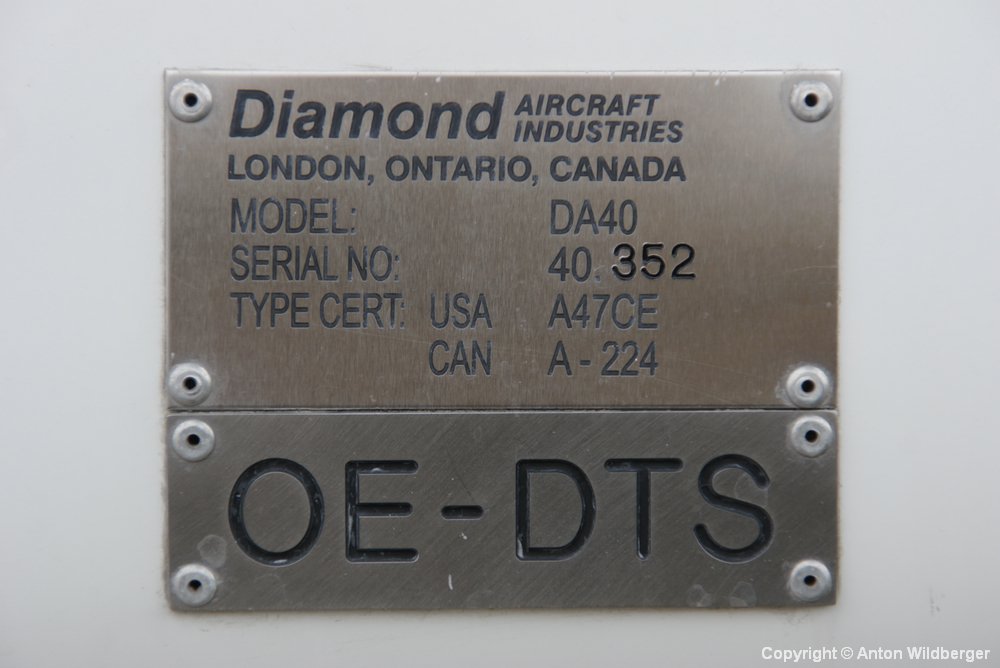 Diamond AIRCRAFT INDUSTRIES
LONDON, ONTARIO, CANADA
MODEL: DA40
SERIAL NO: 40.352
TYPE CERT: USA A47CE
CAN A - 224
OE-DTS
Copyright © Anton Wildberger